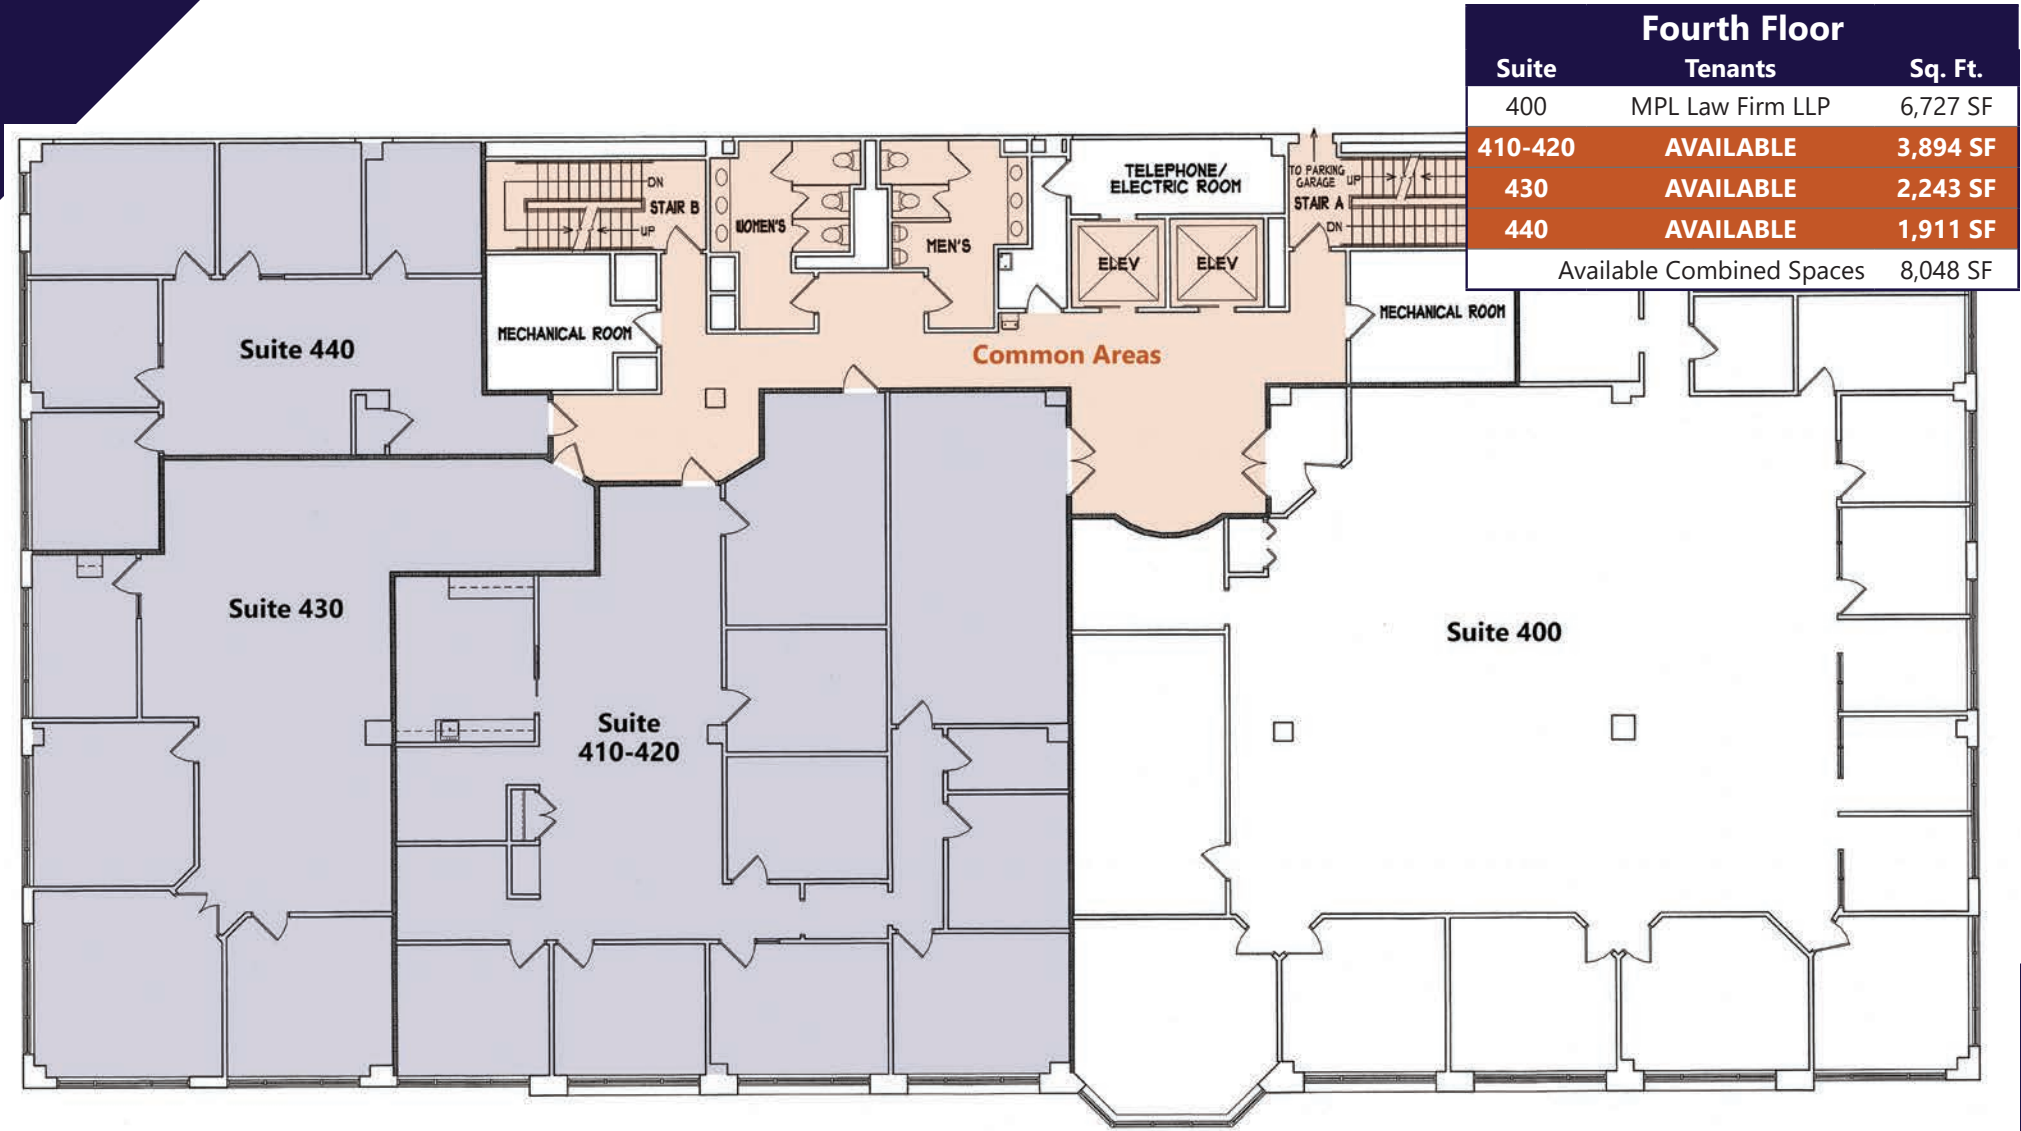 Fourth Floor
Suite Tenants Sq. Ft.
400 MPL Law Firm LLP 6,727 SF
410-420 AVAILABLE 3,894 SF
430 AVAILABLE 2,243 SF
440 AVAILABLE 1,911 SF
Available Combined Spaces 8,048 SF
DN
STAIR B
UP
WOMEN'S
MEN'S
TELEPHONE/
ELECTRIC ROOM
TO PARKING
GARAGE
UP
STAIR A
DN
ELEV
ELEV
MECHANICAL ROOM
MECHANICAL ROOM
Suite 440
Common Areas
Suite 430
Suite 400
Suite
410-420